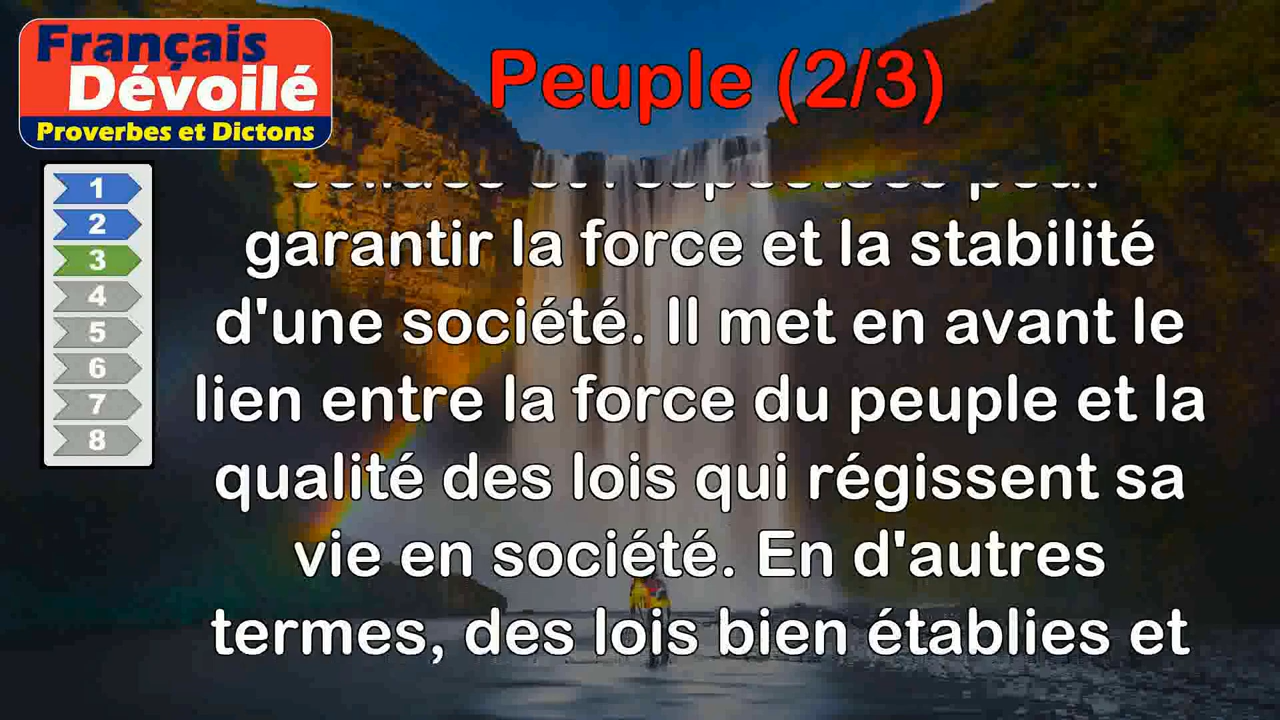 Français
Dévoilé
Proverbes et Dictons
Peuple (2/3)
1
2
3
4
5
6
7
8
garantir la force et la stabilité
d'une société. Il met en avant le
lien entre la force du peuple et la
qualité des lois qui régissent sa
vie en société. En d'autres
termes, des lois bien établies et